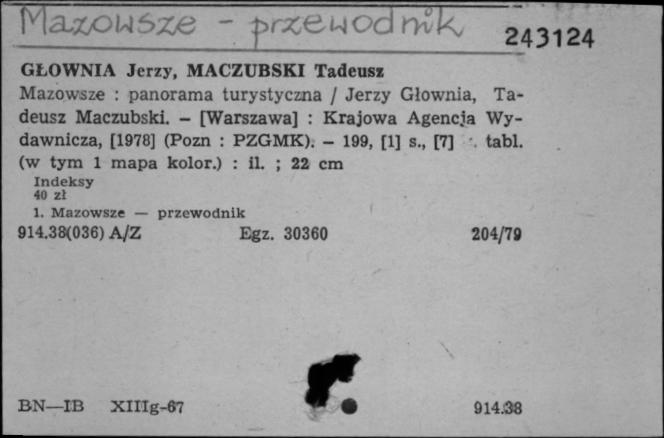 Mazowsze - przewodnik
243124
GŁOWNIA Jerzy, MACZUBSKI Tadeusz
Mazowsze : panorama turystyczna / Jerzy Głownia, Ta-
deusz Maczubski. — [Warszawa] : Krajowa Agencja Wy-
dawnicza, [1978] (Pozn : PZGMK). — 199, [1] s., [7] tabl.
(w tym 1 mapa kolor.) : il. ; 22 cm
Indeksy
40 zł
1. Mazowsze — przewodnik
914.38(036) A/Z Egz. 30360 204/79
BN—IB XIIIg-67 914.38